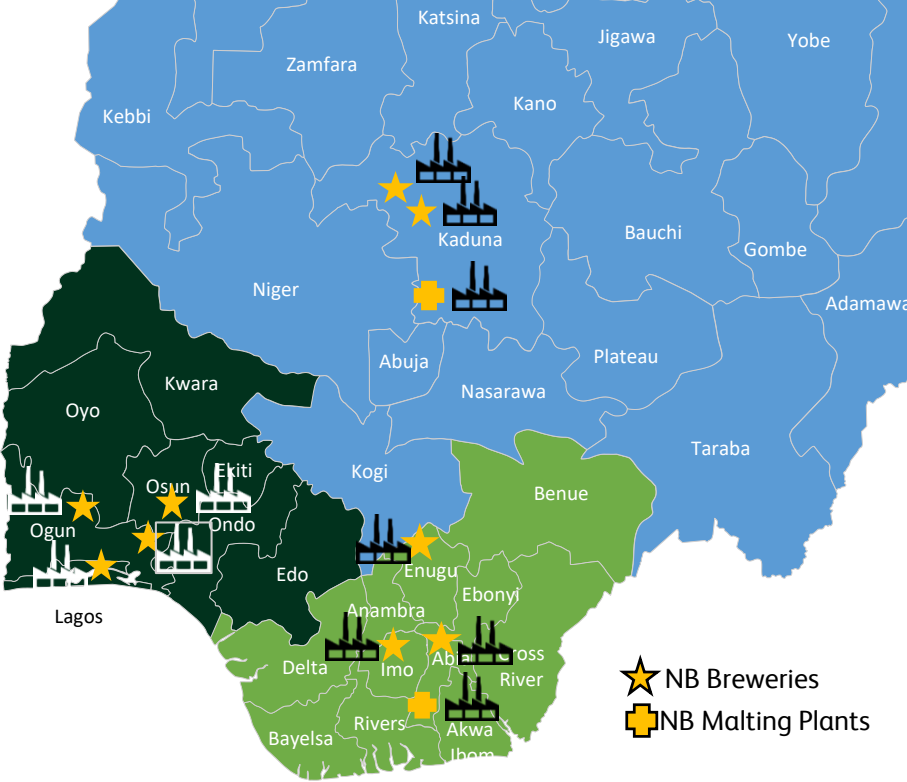 Katsina
Jigawa
Yobe
Zamfara
Kano
Kebbi
Kaduna
Bauchi
Gombe
Niger
Adamawa
Abuja
Plateau
Kwara
Nasarawa
Oyo
Taraba
Kogi
Ekiti
Osun
Benue
Ogun
Ondo
Enugu
Edo
Ebonyi
Anambra
Lagos
Delta
Imo
Abia
Cross
River
NB Breweries
Rivers
NB Malting Plants
Bayelsa
Akwa
Ibom